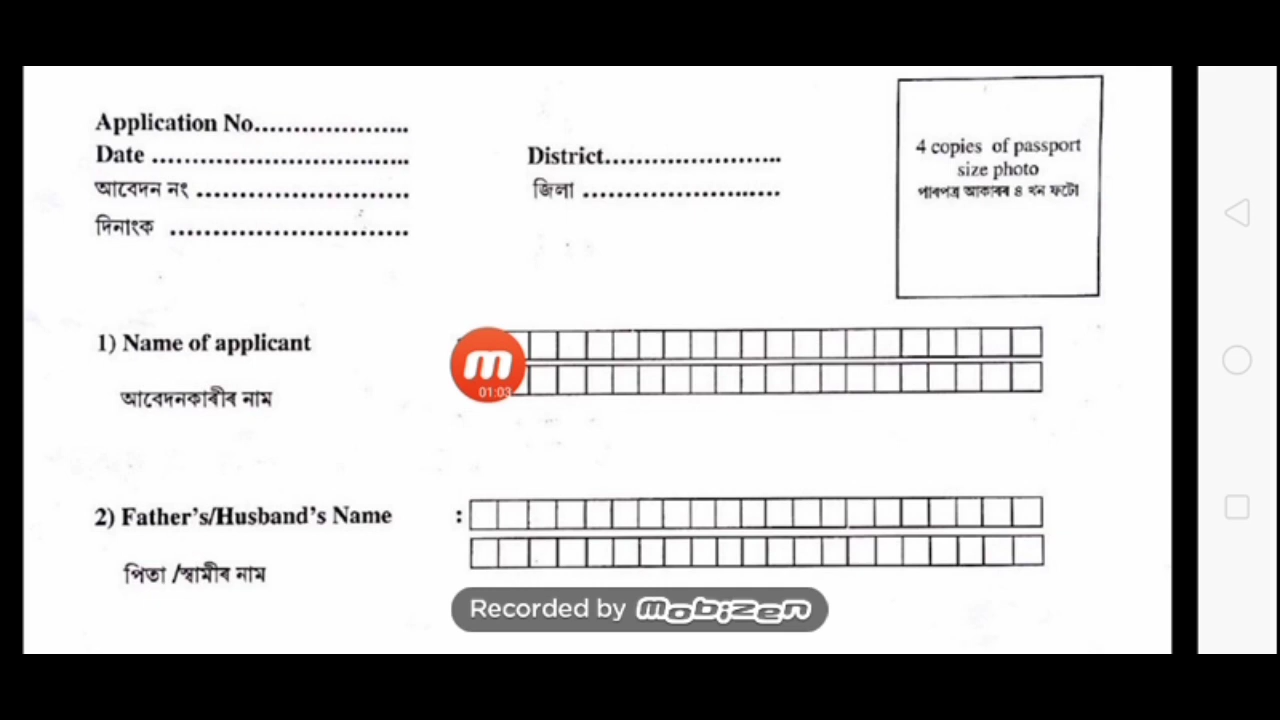 Application No....................
Date ..............................
আবেদন নং ............................
দিনাংক ............................
District.......................
জিলা ..........................
4 copies of passport
size photo
পাৰপত্ৰ আকাৰৰ ৪ খন ফটো
1) Name of applicant
আবেদনকাৰীৰ নাম
m
01:03
2) Father's/Husband's Name :
পিতা /স্বামীৰ নাম
Recorded by mobizen